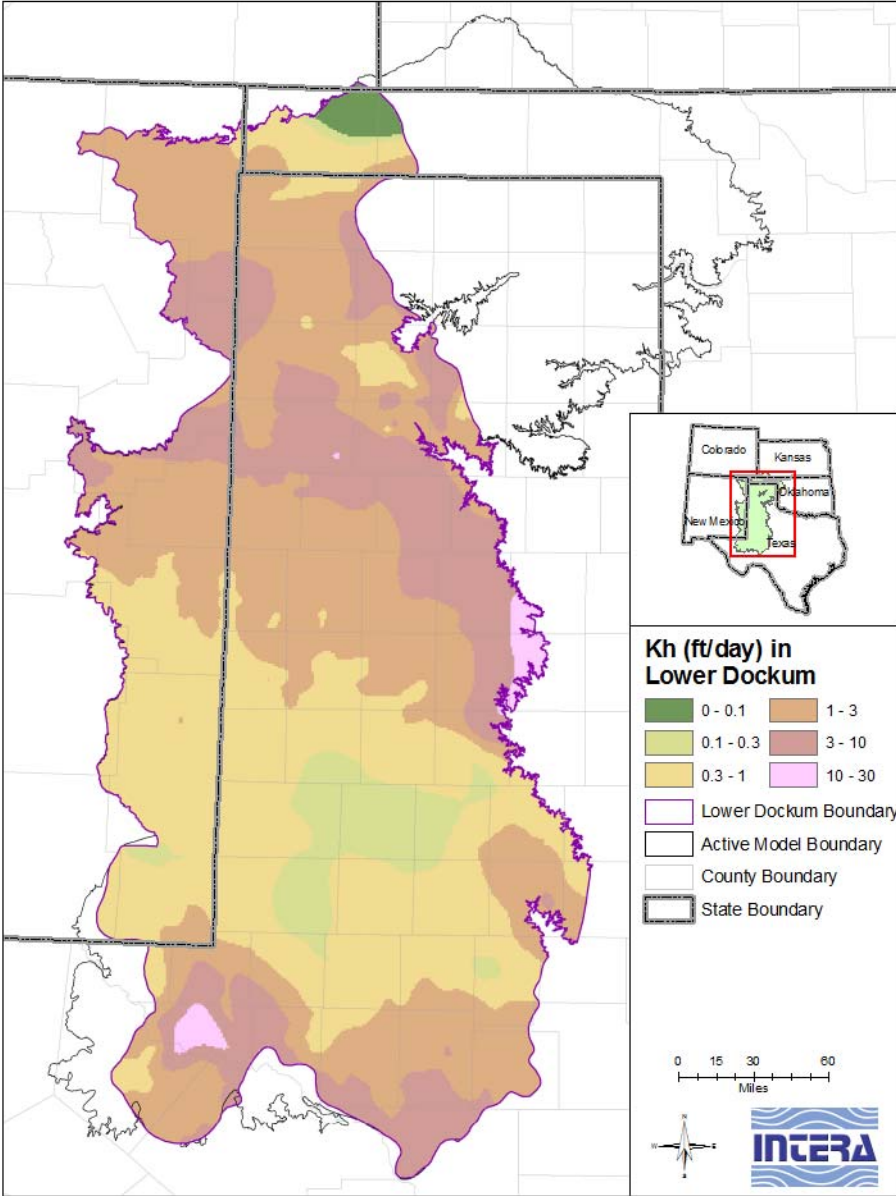 Colorado
Kansas
Oklahoma
New Mexico
Texas
Kh (ft/day) in
Lower Dockum
0 - 0.1
1 - 3
0.1 - 0.3
3 - 10
0.3 - 1
10 - 30
Lower Dockum Boundary
Active Model Boundary
County Boundary
State Boundary
0 15 30 60
Miles
N
W E
S
INTERA